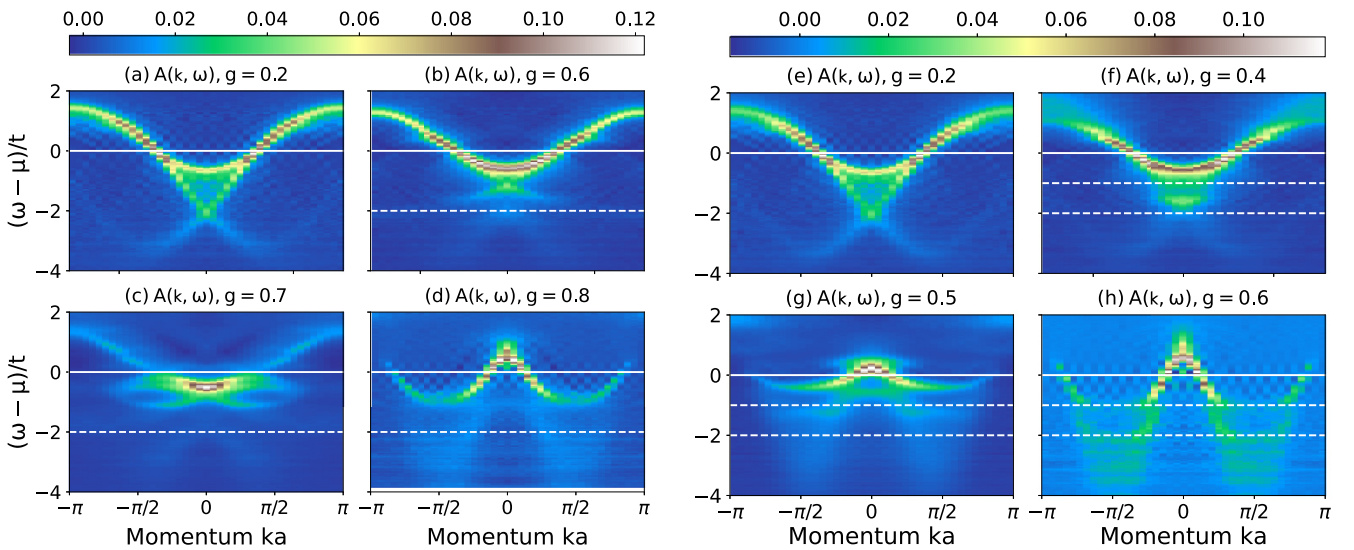 0.00 0.02 0.04 0.06 0.08 0.10 0.12
0.00 0.02 0.04 0.06 0.08 0.10
(a) A(k, ω), g = 0.2
(b) A(k, ω), g = 0.6
(e) A(k, ω), g = 0.2
(f) A(k, ω), g = 0.4
2
0
−2
−4
(ω − μ)/t
2
0
−2
−4
2
0
−2
−4
2
0
−2
−4
(c) A(k, ω), g = 0.7
(d) A(k, ω), g = 0.8
(g) A(k, ω), g = 0.5
(h) A(k, ω), g = 0.6
2
0
−2
−4
(ω − μ)/t
2
0
−2
−4
−π −π/2 0 π/2 π
−π −π/2 0 π/2 π
−π −π/2 0 π/2 π
−π −π/2 0 π/2 π
Momentum ka
Momentum ka
Momentum ka
Momentum ka